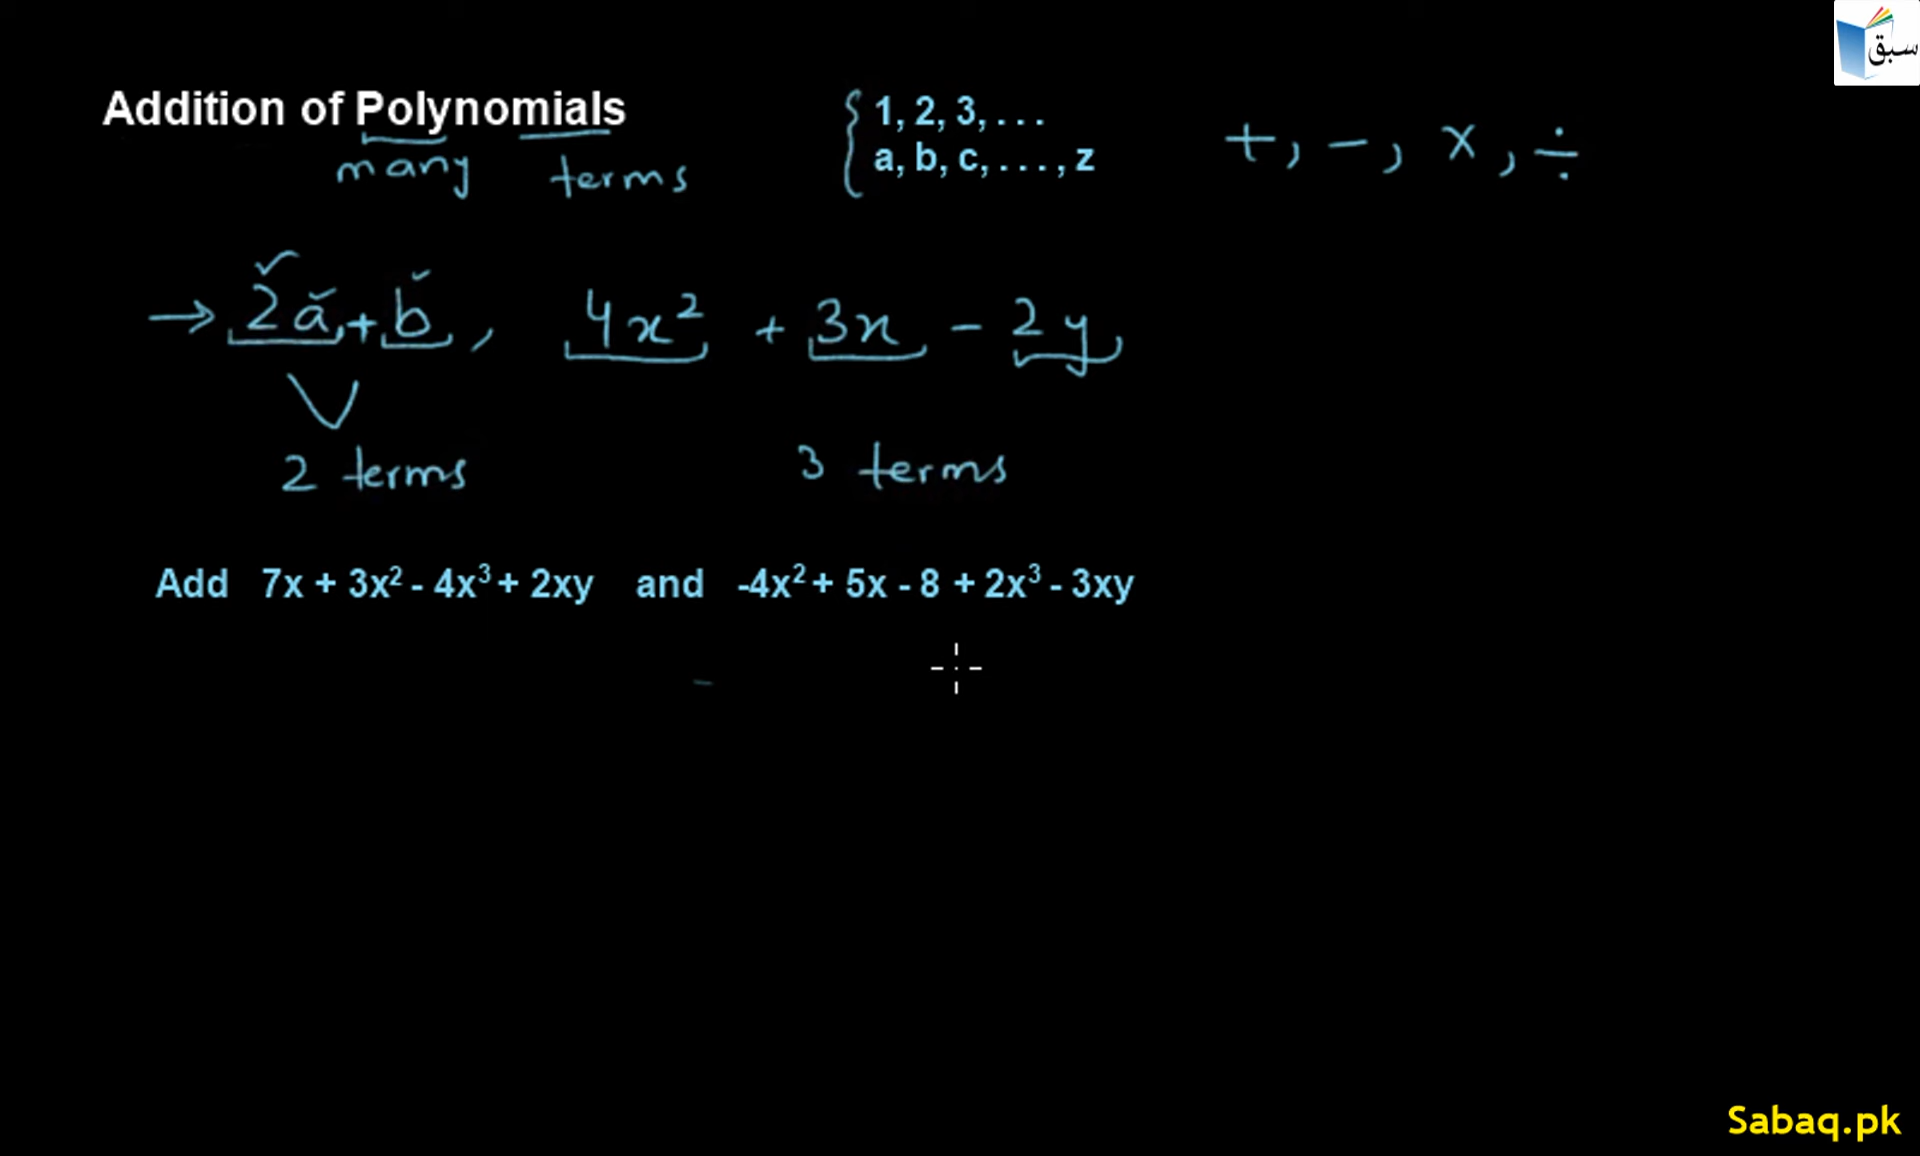 سبق
Addition of Polynomials
many terms
1, 2, 3, . . .
a, b, c, . . . , z
+, -, x, ÷
→ 2a + b, 4x² + 3x - 2y
2 terms
3 terms
Add 7x + 3x² - 4x³ + 2xy and -4x² + 5x - 8 + 2x³ - 3xy
Sabaq.pk